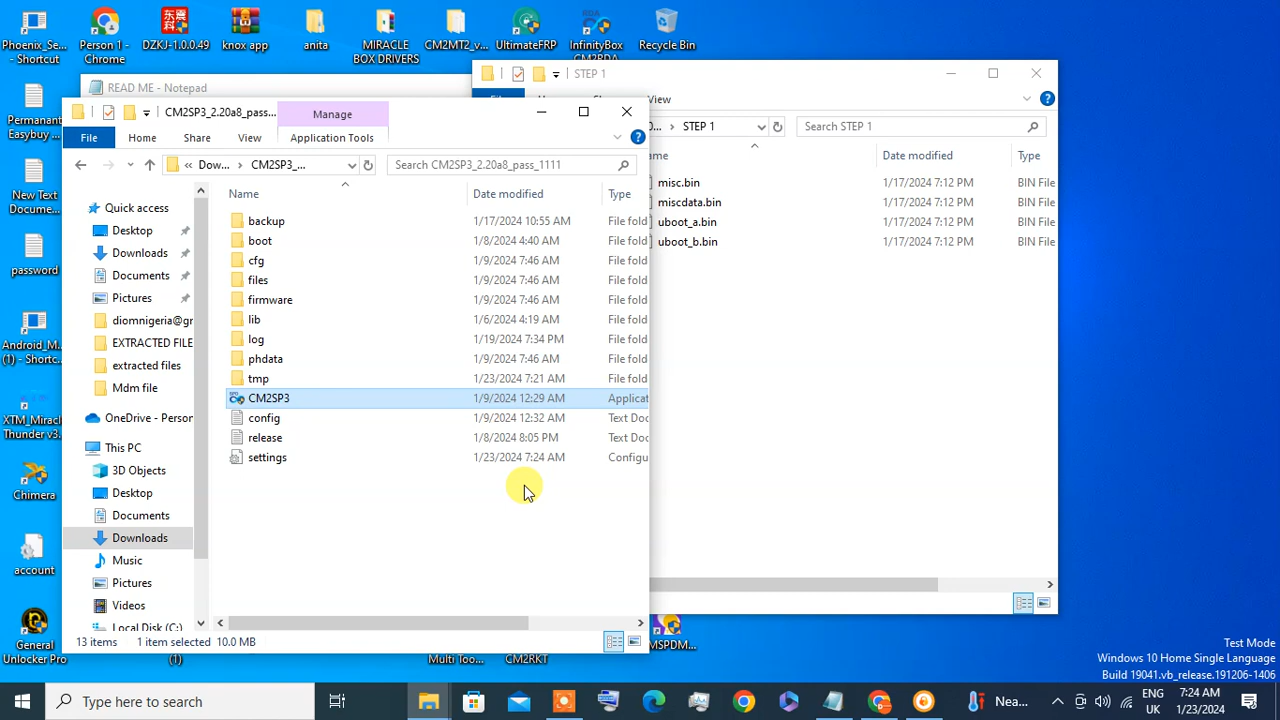 Phoenix_Se...
- Shortcut
Person 1 -
Chrome
东震
科
DZKJ-1.0.0.49
knox app
anita
MIRACLE
BOX DRIVERS
CM2MT2_v...
UltimateFRP
InfinityBox
CM2RDA
Recycle Bin
Permanant
Easybuy ...
New Text
Docume...
password
Android_M...
(1) - Shortc...
XTM_Miracl
Thunder v3.
Chimera
account
General
Unlocker Pro
READ ME - Notepad
STEP 1
View
STEP 1
Search STEP 1
Date modified
Type
misc.bin
1/17/2024 7:12 PM
BIN File
miscdata.bin
1/17/2024 7:12 PM
BIN File
uboot_a.bin
1/17/2024 7:12 PM
BIN File
uboot_b.bin
1/17/2024 7:12 PM
BIN File
CM2SP3_2.20a8_pass...
Manage
File
Home
Share
View
Application Tools
« Dow... › CM2SP3_...
Search CM2SP3_2.20a8_pass_1111
Quick access
Desktop
Downloads
Documents
Pictures
diomnigeria@gr
EXTRACTED FILE
extracted files
Mdm file
OneDrive - Person
This PC
3D Objects
Desktop
Documents
Downloads
Music
Pictures
Videos
Local Disk (C:)
Name
Date modified
Type
backup
1/17/2024 10:55 AM
File fold
boot
1/8/2024 4:40 AM
File fold
cfg
1/9/2024 7:46 AM
File fold
files
1/9/2024 7:46 AM
File fold
firmware
1/9/2024 7:46 AM
File fold
lib
1/6/2024 4:19 AM
File fold
log
1/19/2024 7:34 PM
File fold
phdata
1/9/2024 7:46 AM
File fold
tmp
1/23/2024 7:21 AM
File fold
CM2SP3
1/9/2024 12:29 AM
Applicat
config
1/9/2024 12:32 AM
Text Doc
release
1/8/2024 8:05 PM
Text Doc
settings
1/23/2024 7:24 AM
Configu
13 items
1 item selected 10.0 MB
(1)
Multi Too...
CM2RKT
MSPDM...
Test Mode
Windows 10 Home Single Language
Build 19041.vb_release.191206-1406
Type here to search
Nea...
ENG
UK
7:24 AM
1/23/2024